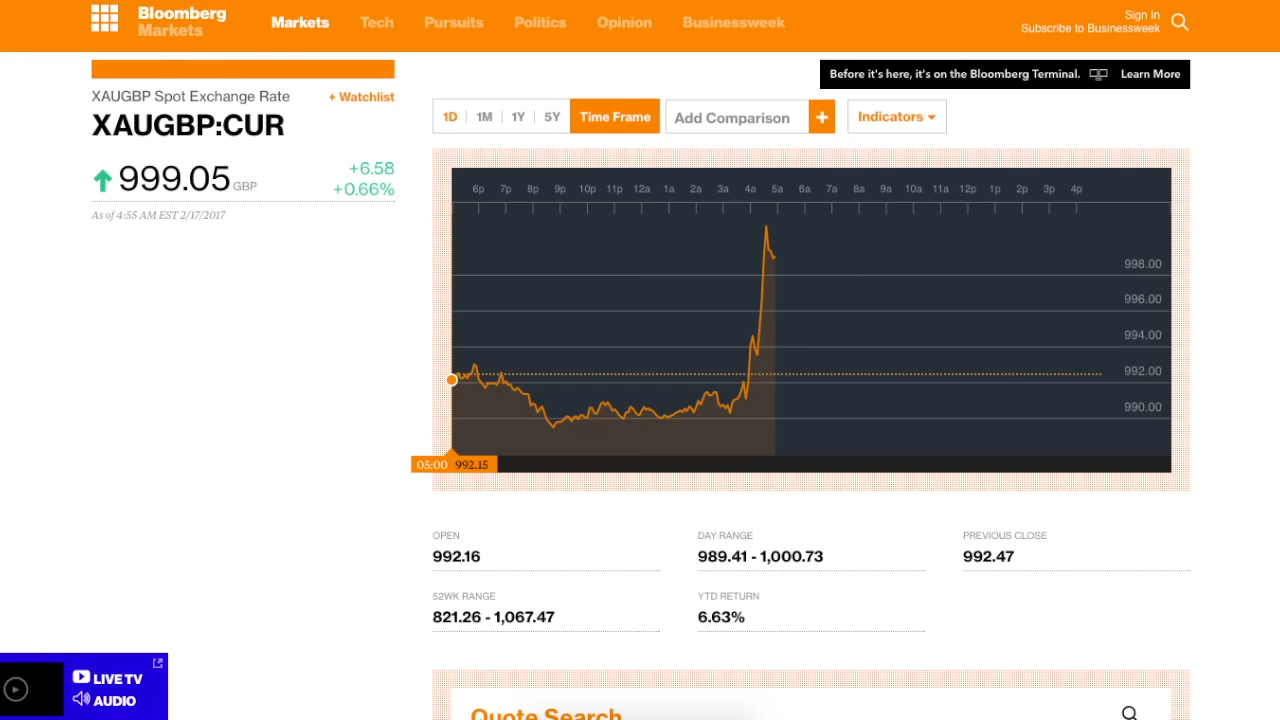 Bloomberg
Markets
Markets Tech Pursuits Politics Opinion Businessweek
Sign In
Subscribe to Businessweek
Before it's here, it's on the Bloomberg Terminal. Learn More
XAUGBP Spot Exchange Rate + Watchlist
XAUGBP:CUR
999.05 GBP
+6.58
+0.66%
As of 4:55 AM EST 2/17/2017
1D 1M 1Y 5Y Time Frame Add Comparison + Indicators
6p 7p 8p 9p 10p 11p 12a 1a 2a 3a 4a 5a 6a 7a 8a 9a 10a 11a 12p 1p 2p 3p 4p
998.00
996.00
994.00
992.00
990.00
05:00 992.15
OPEN DAY RANGE PREVIOUS CLOSE
992.16 989.41 - 1,000.73 992.47
52WK RANGE YTD RETURN
821.26 - 1,067.47 6.63%
LIVE TV
AUDIO
Quote Search